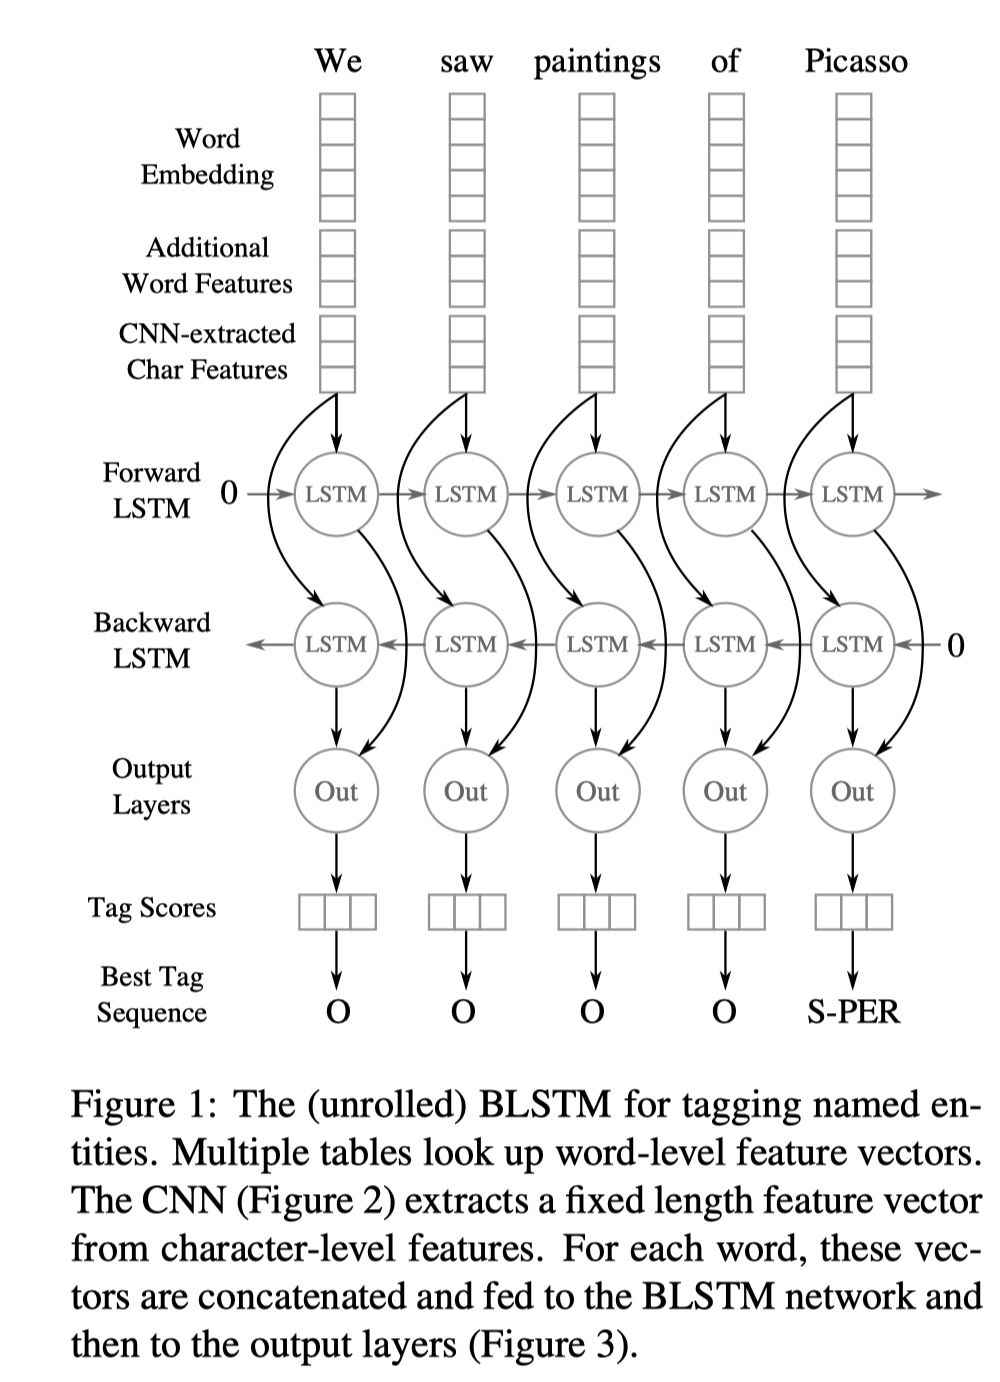 We saw paintings of Picasso
Word
Embedding
Additional
Word Features
CNN-extracted
Char Features
Forward
LSTM
0 LSTM LSTM LSTM LSTM LSTM
Backward
LSTM
LSTM LSTM LSTM LSTM LSTM 0
Output
Layers
Out Out Out Out Out
Tag Scores
Best Tag
Sequence
O O O O S-PER
Figure 1: The (unrolled) BLSTM for tagging named en-
tities. Multiple tables look up word-level feature vectors.
The CNN (Figure 2) extracts a fixed length feature vector
from character-level features. For each word, these vec-
tors are concatenated and fed to the BLSTM network and
then to the output layers (Figure 3).